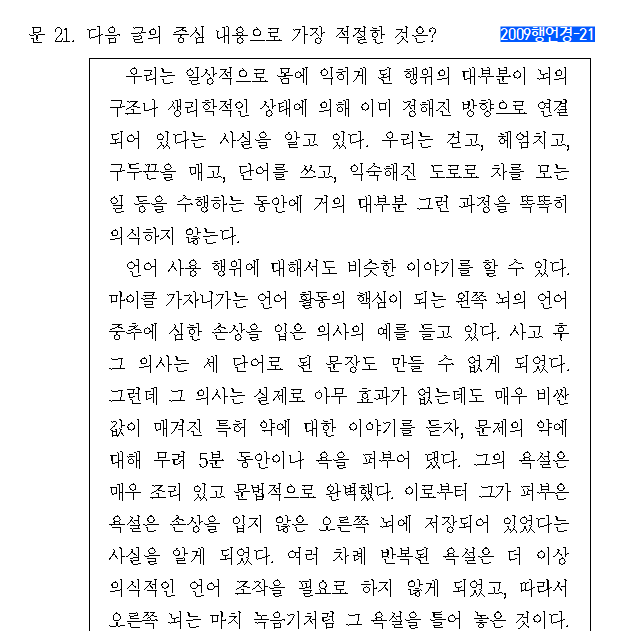 문 21. 다음 글의 중심 내용으로 가장 적절한 것은?
2009행언경-21
우리는 일상적으로 몸에 익히게 된 행위의 대부분이 뇌의
구조나 생리학적인 상태에 의해 이미 정해진 방향으로 연결
되어 있다는 사실을 알고 있다. 우리는 걷고, 헤엄치고,
구두끈을 매고, 단어를 쓰고, 익숙해진 도로로 차를 모는
일 등을 수행하는 동안에 거의 대부분 그런 과정을 똑똑히
의식하지 않는다.
언어 사용 행위에 대해서도 비슷한 이야기를 할 수 있다.
마이클 가자니가는 언어 활동의 핵심이 되는 왼쪽 뇌의 언어
중추에 심한 손상을 입은 의사의 예를 들고 있다. 사고 후
그 의사는 세 단어로 된 문장도 만들 수 없게 되었다.
그런데 그 의사는 실제로 아무 효과가 없는데도 매우 비싼
값이 매겨진 특허 약에 대한 이야기를 듣자, 문제의 약에
대해 무려 5분 동안이나 욕을 퍼부어 댔다. 그의 욕설은
매우 조리 있고 문법적으로 완벽했다. 이로부터 그가 퍼부은
욕설은 손상을 입지 않은 오른쪽 뇌에 저장되어 있었다는
사실을 알게 되었다. 여러 차례 반복된 욕설은 더 이상
의식적인 언어 조작을 필요로 하지 않게 되었고, 따라서
오른쪽 뇌는 마치 녹음기처럼 그 욕설을 틀어 놓은 것이다.